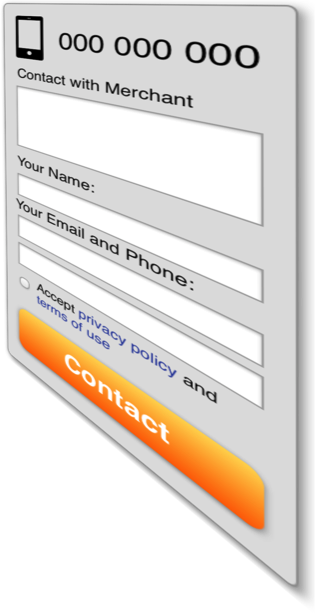 000 000 000
Contact with Merchant
Your Name:
Your Email and Phone:
Accept privacy policy and
terms of use
Contact